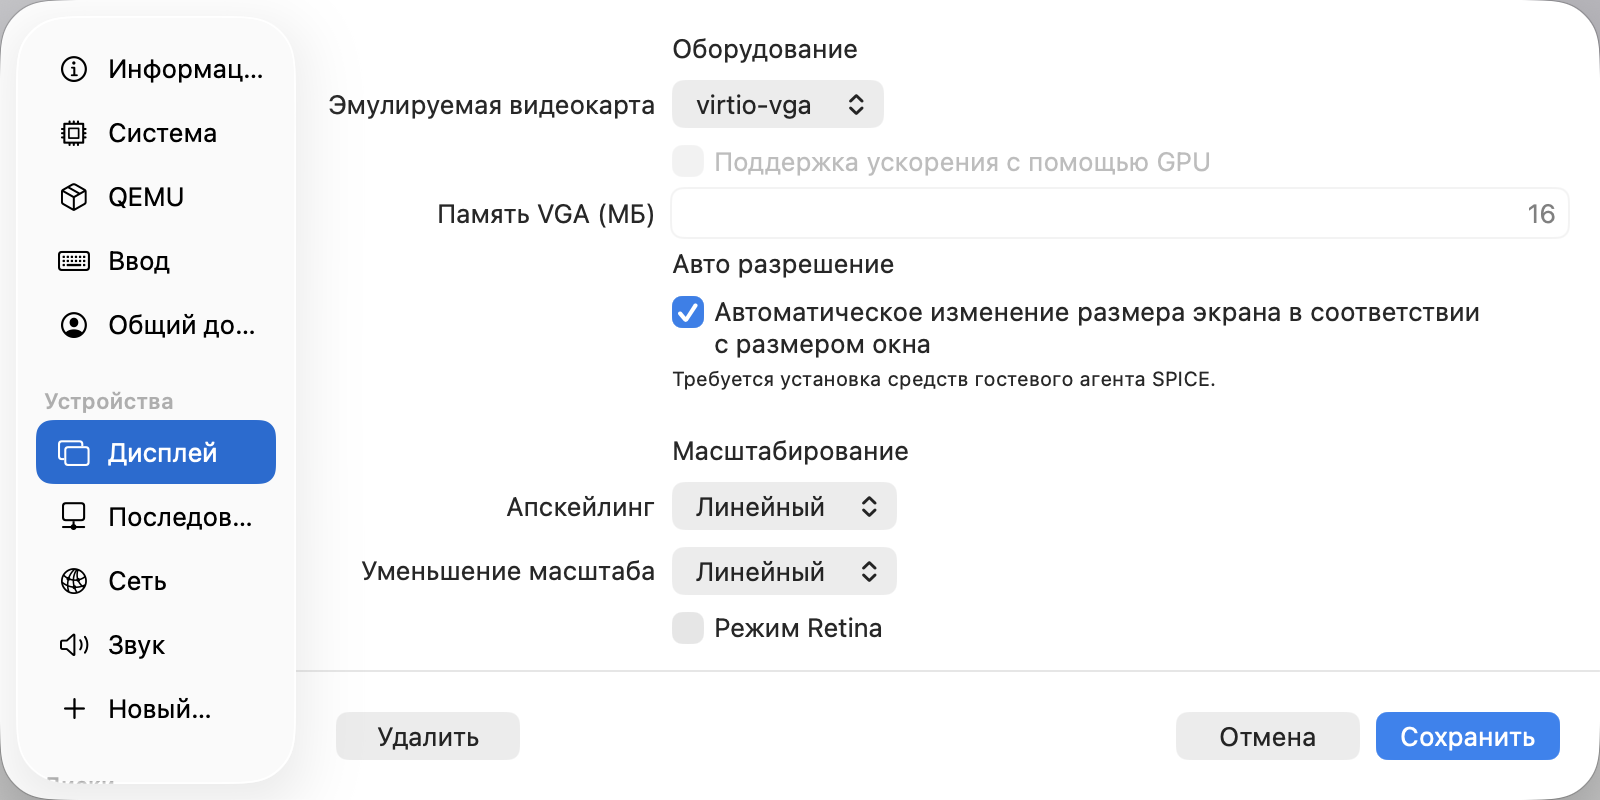 Информац...
Система
QEMU
Ввод
Общий до...
Устройства
Дисплей
Последов...
Сеть
Звук
Новый...
Диски
Оборудование
Эмулируемая видеокарта
virtio-vga
Поддержка ускорения с помощью GPU
Память VGA (МБ)
16
Авто разрешение
Автоматическое изменение размера экрана в соответствии
с размером окна
Требуется установка средств гостевого агента SPICE.
Масштабирование
Апскейлинг
Линейный
Уменьшение масштаба
Линейный
Режим Retina
Удалить
Отмена
Сохранить